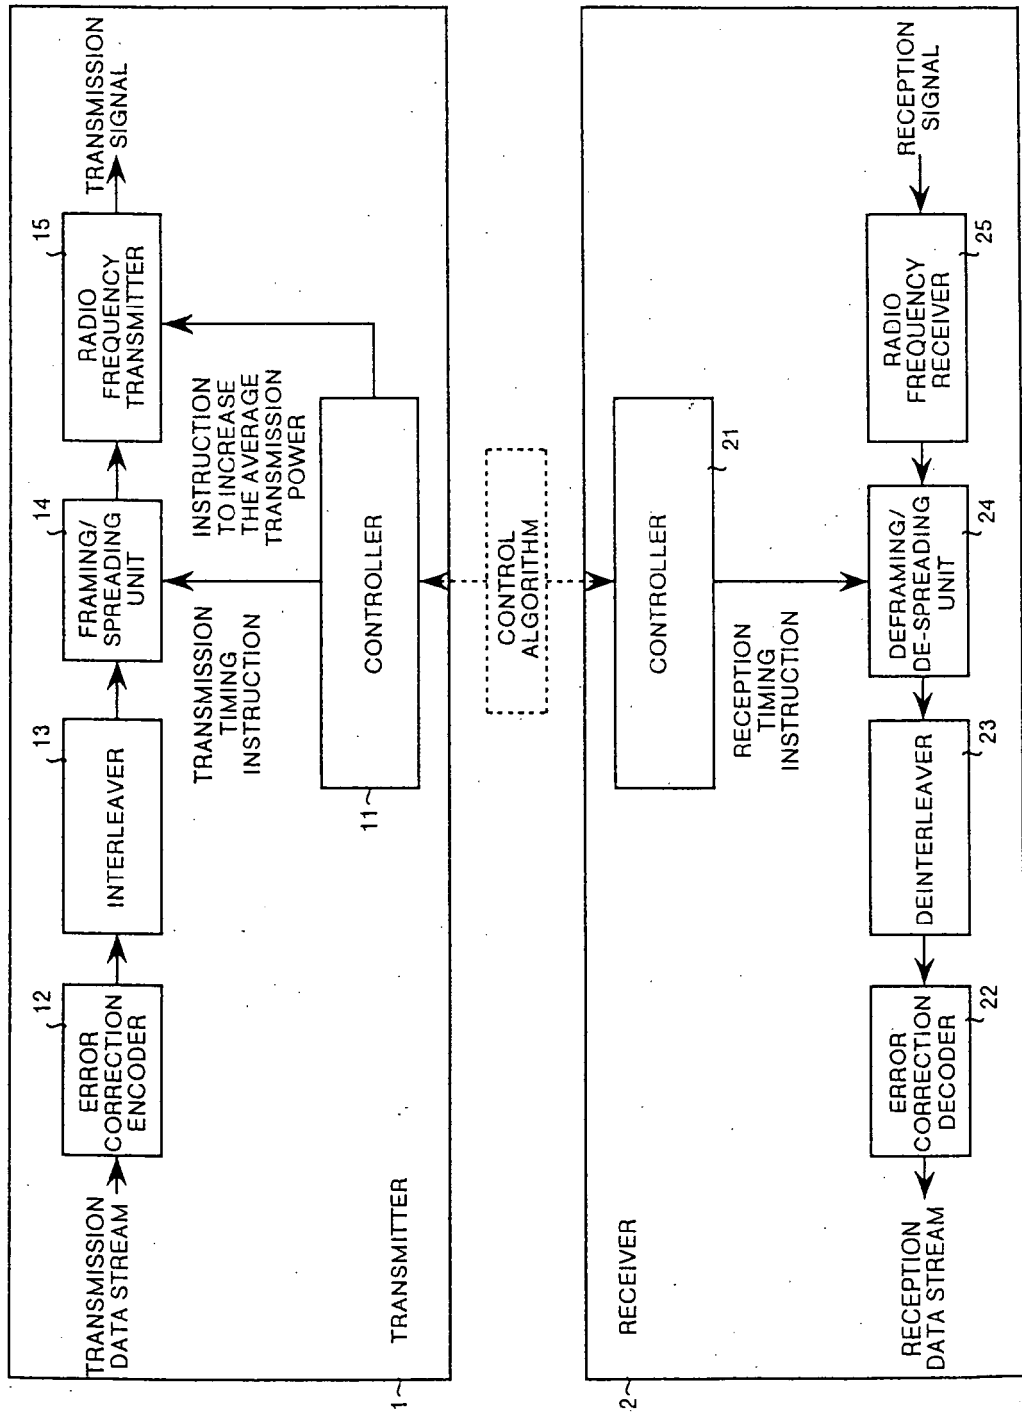 TRANSMISSION
DATA STREAM
12
ERROR
CORRECTION
ENCODER
13
INTERLEAVER
14
FRAMING/
SPREADING
UNIT
15
RADIO
FREQUENCY
TRANSMITTER
TRANSMISSION
SIGNAL
TRANSMISSION
TIMING
INSTRUCTION
INSTRUCTION
TO INCREASE
THE AVERAGE
TRANSMISSION
POWER
11
CONTROLLER
TRANSMITTER
1
CONTROL
ALGORITHM
2
RECEIVER
CONTROLLER
21
RECEPTION
TIMING
INSTRUCTION
RECEPTION
DATA STREAM
ERROR
CORRECTION
DECODER
22
DEINTERLEAVER
23
DEFRAMING/
DE-SPREADING
UNIT
24
RADIO
FREQUENCY
RECEIVER
25
RECEPTION
SIGNAL